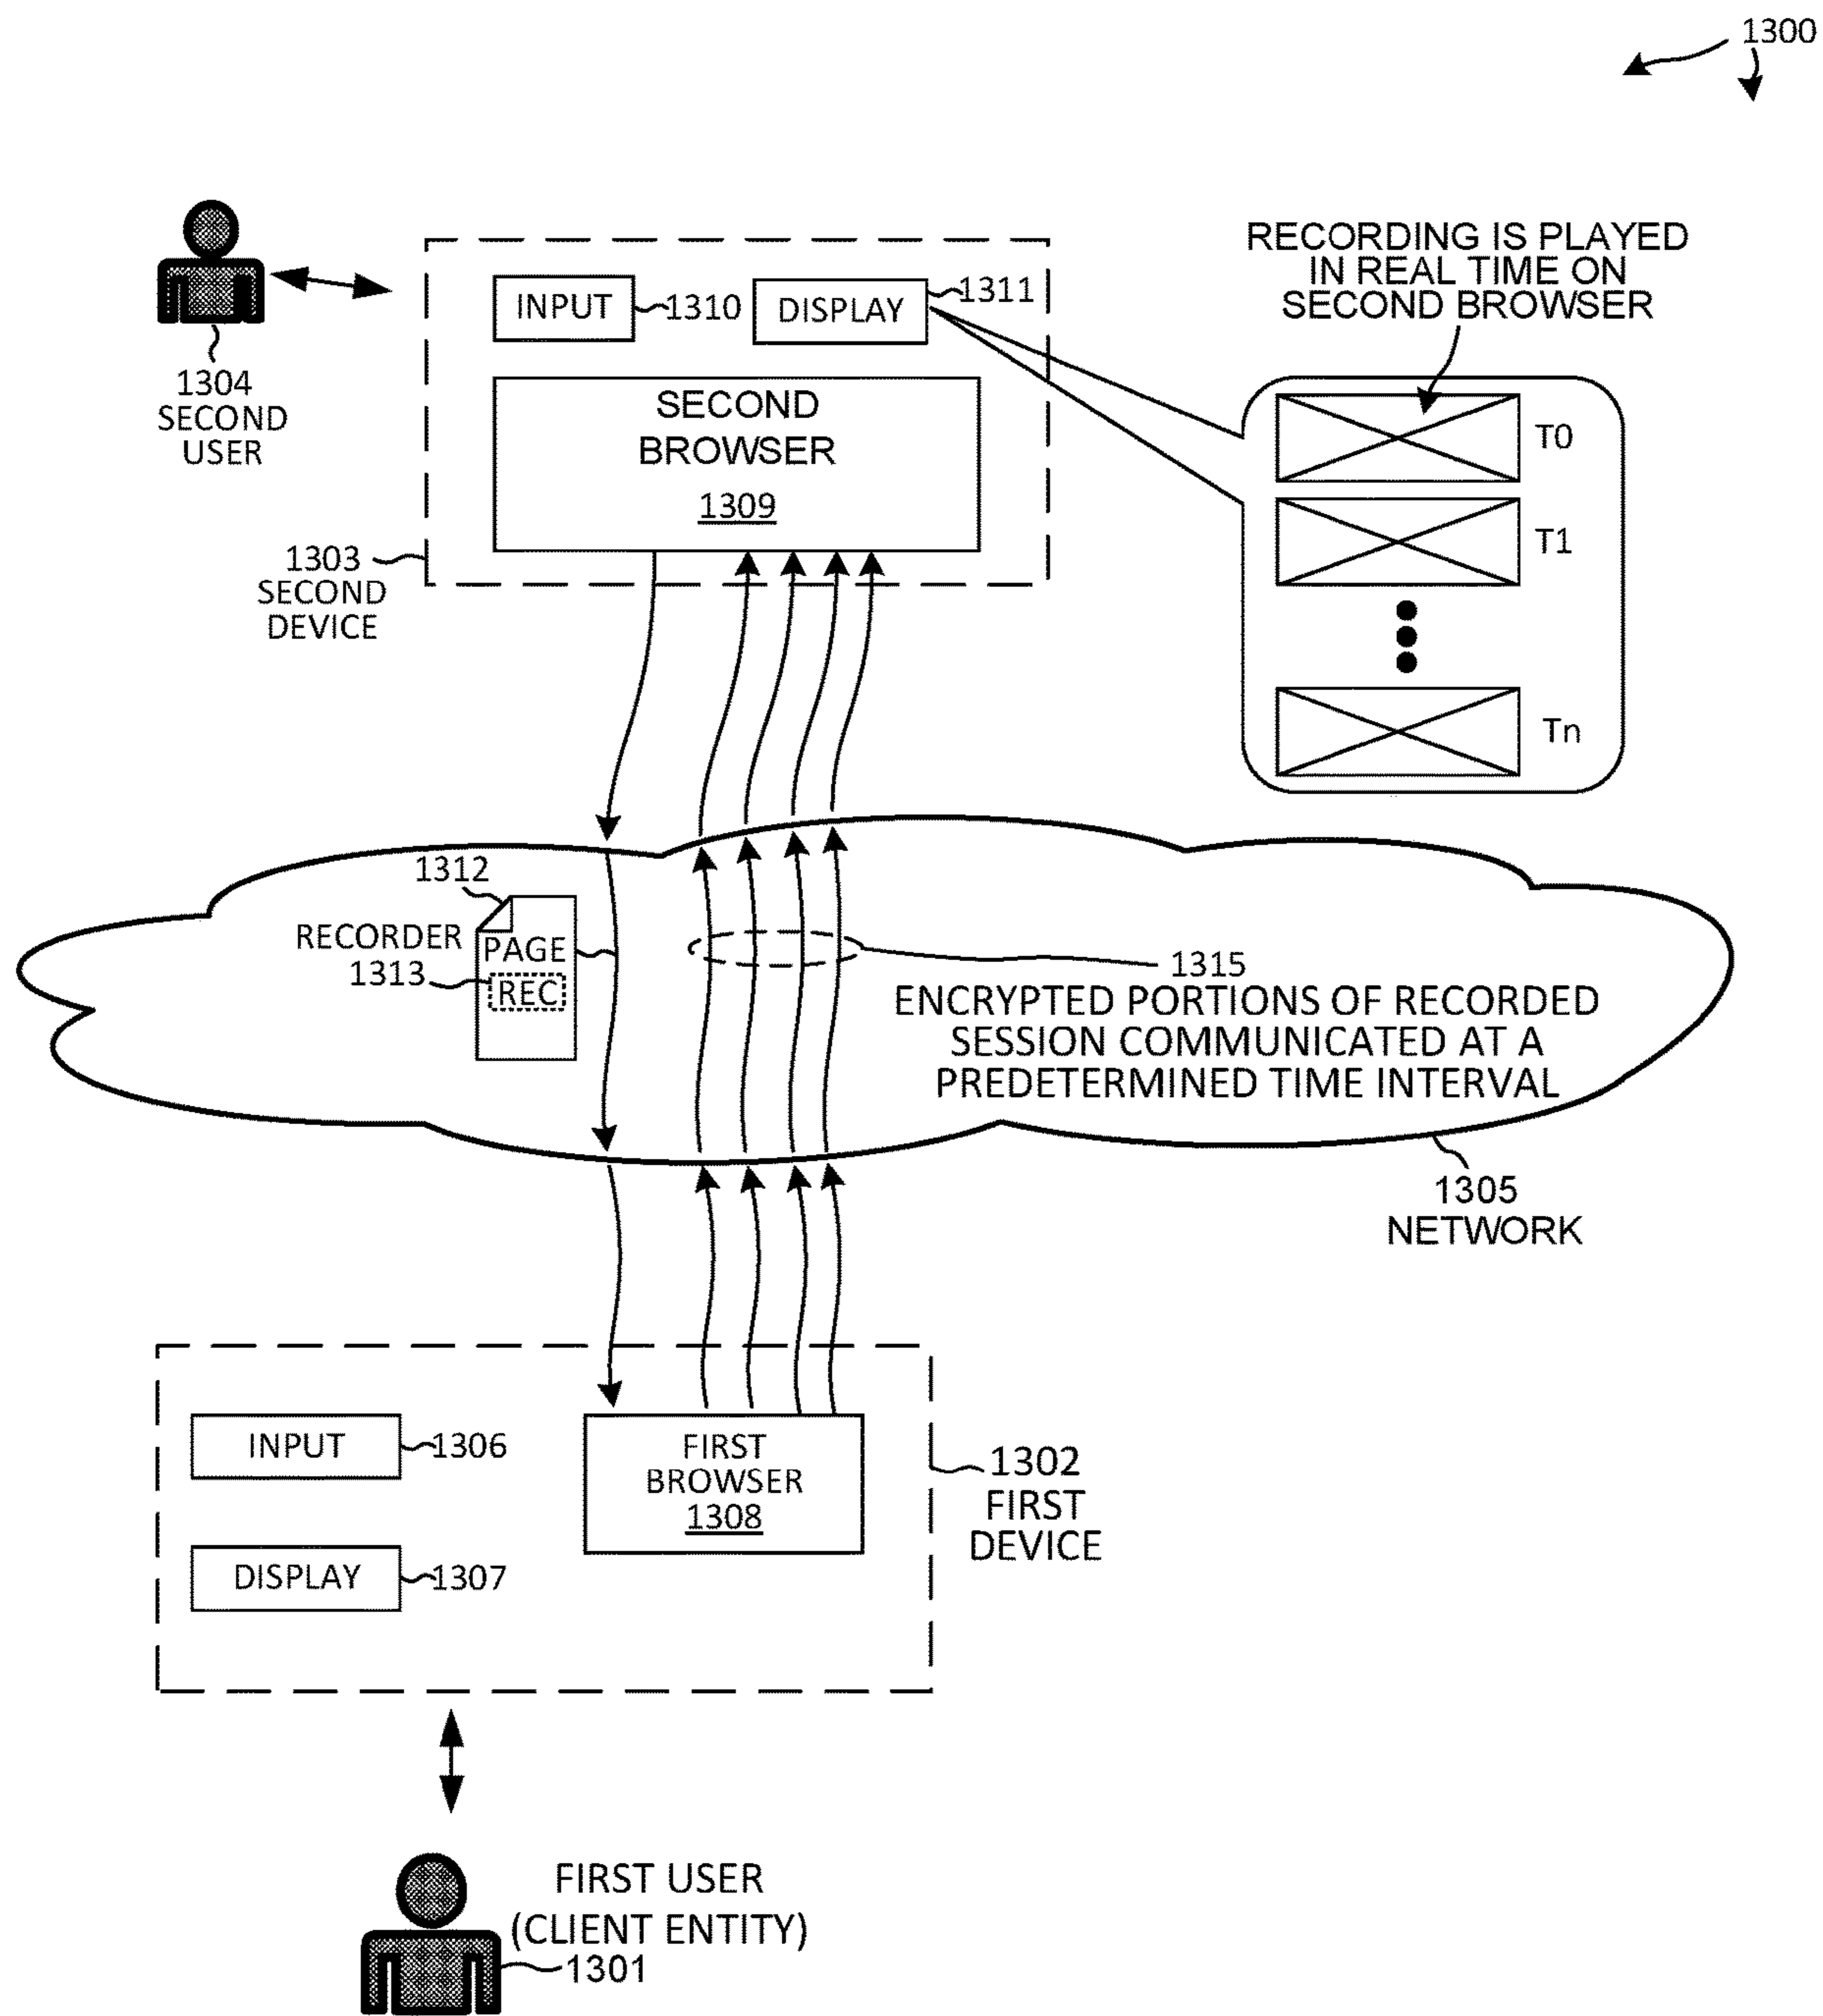 1300
RECORDING IS PLAYED
IN REAL TIME ON
SECOND BROWSER
INPUT
1310
DISPLAY
1311
1304
SECOND
USER
SECOND
BROWSER
1309
T0
T1
Tn
1303
SECOND
DEVICE
1312
RECORDER
1313
PAGE
REC
1315
ENCRYPTED PORTIONS OF RECORDED
SESSION COMMUNICATED AT A
PREDETERMINED TIME INTERVAL
1305
NETWORK
INPUT
1306
DISPLAY
1307
FIRST
BROWSER
1308
1302
FIRST
DEVICE
FIRST USER
(CLIENT ENTITY)
1301